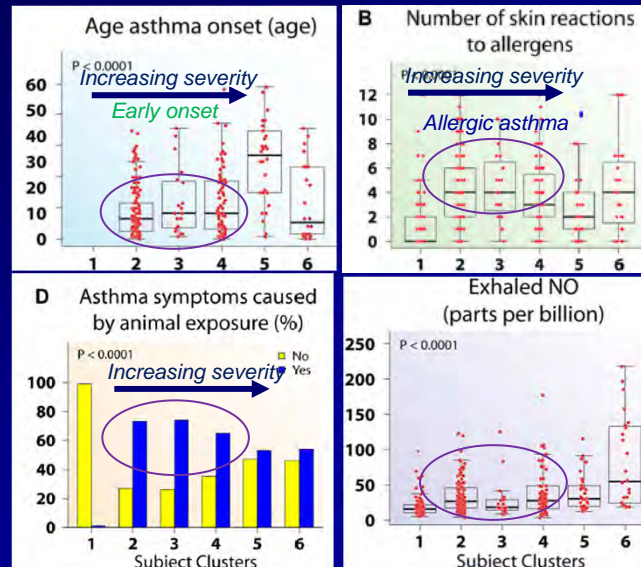 Age asthma onset (age)
P < 0.0001
Increasing severity
Early onset
60
50
40
30
20
10
0
1 2 3 4 5 6
B Number of skin reactions
to allergens
Increasing severity
Allergic asthma
12
10
8
6
4
2
0
1 2 3 4 5 6
D Asthma symptoms caused
by animal exposure (%)
P < 0.0001
No
Yes
Increasing severity
100
80
60
40
20
0
1 2 3 4 5 6
Subject Clusters
Exhaled NO
(parts per billion)
P < 0.0001
250
200
150
100
50
0
1 2 3 4 5 6
Subject Clusters